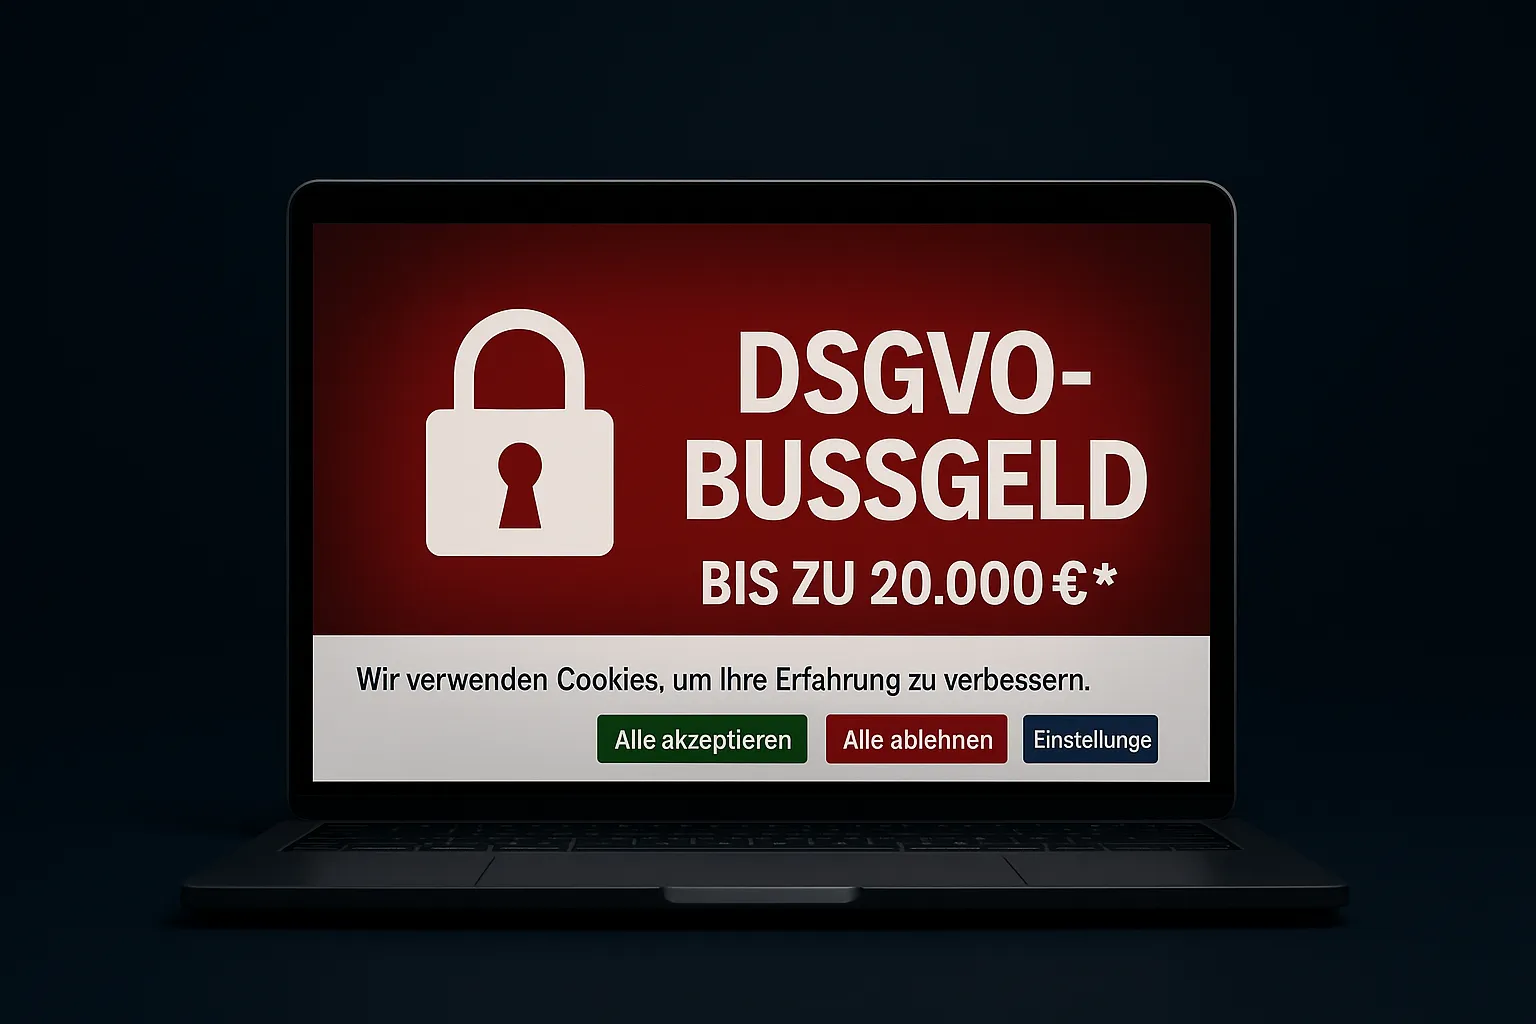 DSGVO-
BUSSGELD
BIS ZU 20.000 €*
Wir verwenden Cookies, um Ihre Erfahrung zu verbessern.
Alle akzeptieren
Alle ablehnen
Einstellunge